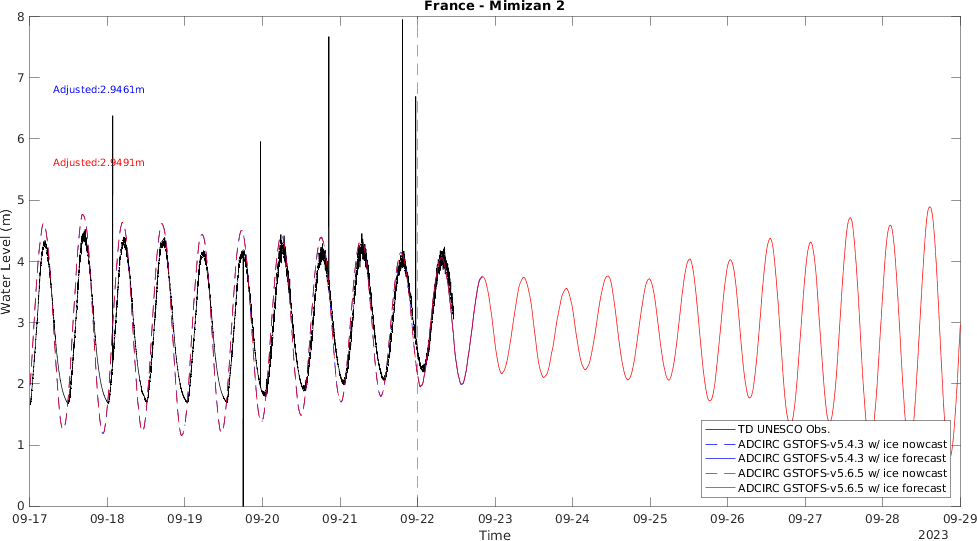 France - Mimizan 2
8
7
6
5
4
3
2
1
0
Water Level (m)
Adjusted:2.9461m
Adjusted:2.9491m
TD UNESCO Obs.
ADCIRC GSTOFS-v5.4.3 w/ ice nowcast
ADCIRC GSTOFS-v5.4.3 w/ ice forecast
ADCIRC GSTOFS-v5.6.5 w/ ice nowcast
ADCIRC GSTOFS-v5.6.5 w/ ice forecast
09-17 09-18 09-19 09-20 09-21 09-22 09-23 09-24 09-25 09-26 09-27 09-28 09-29
Time
2023